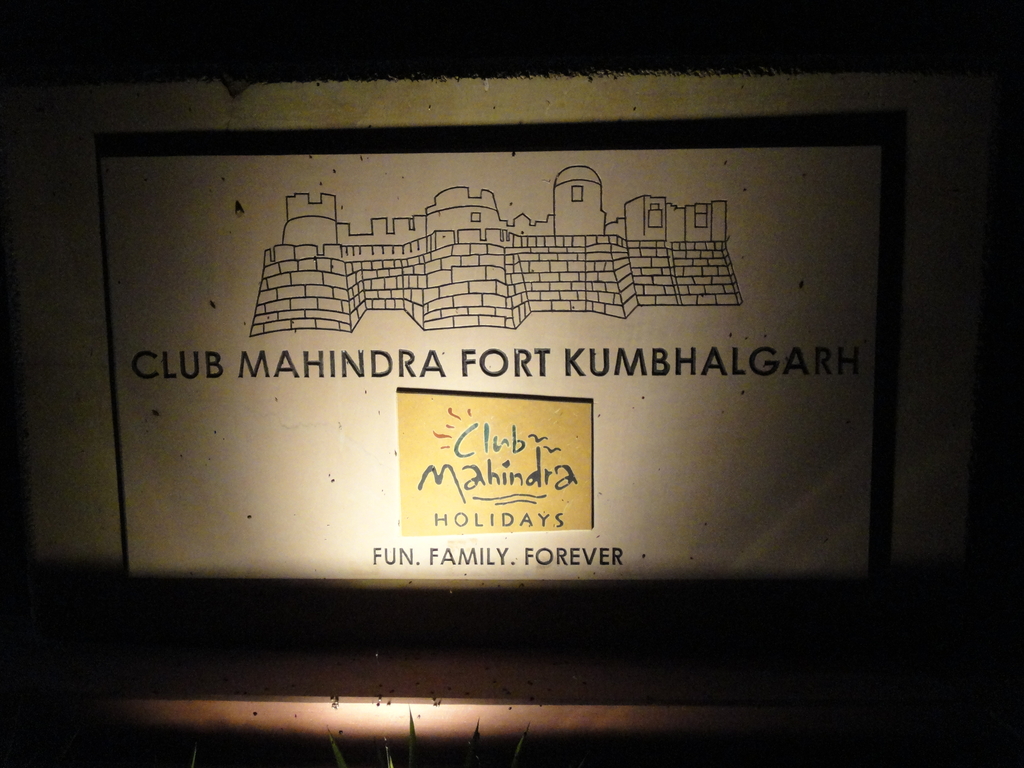 CLUB MAHINDRA FORT KUMBHALGARH
Club
Mahindra
HOLIDAYS
FUN. FAMILY. FOREVER